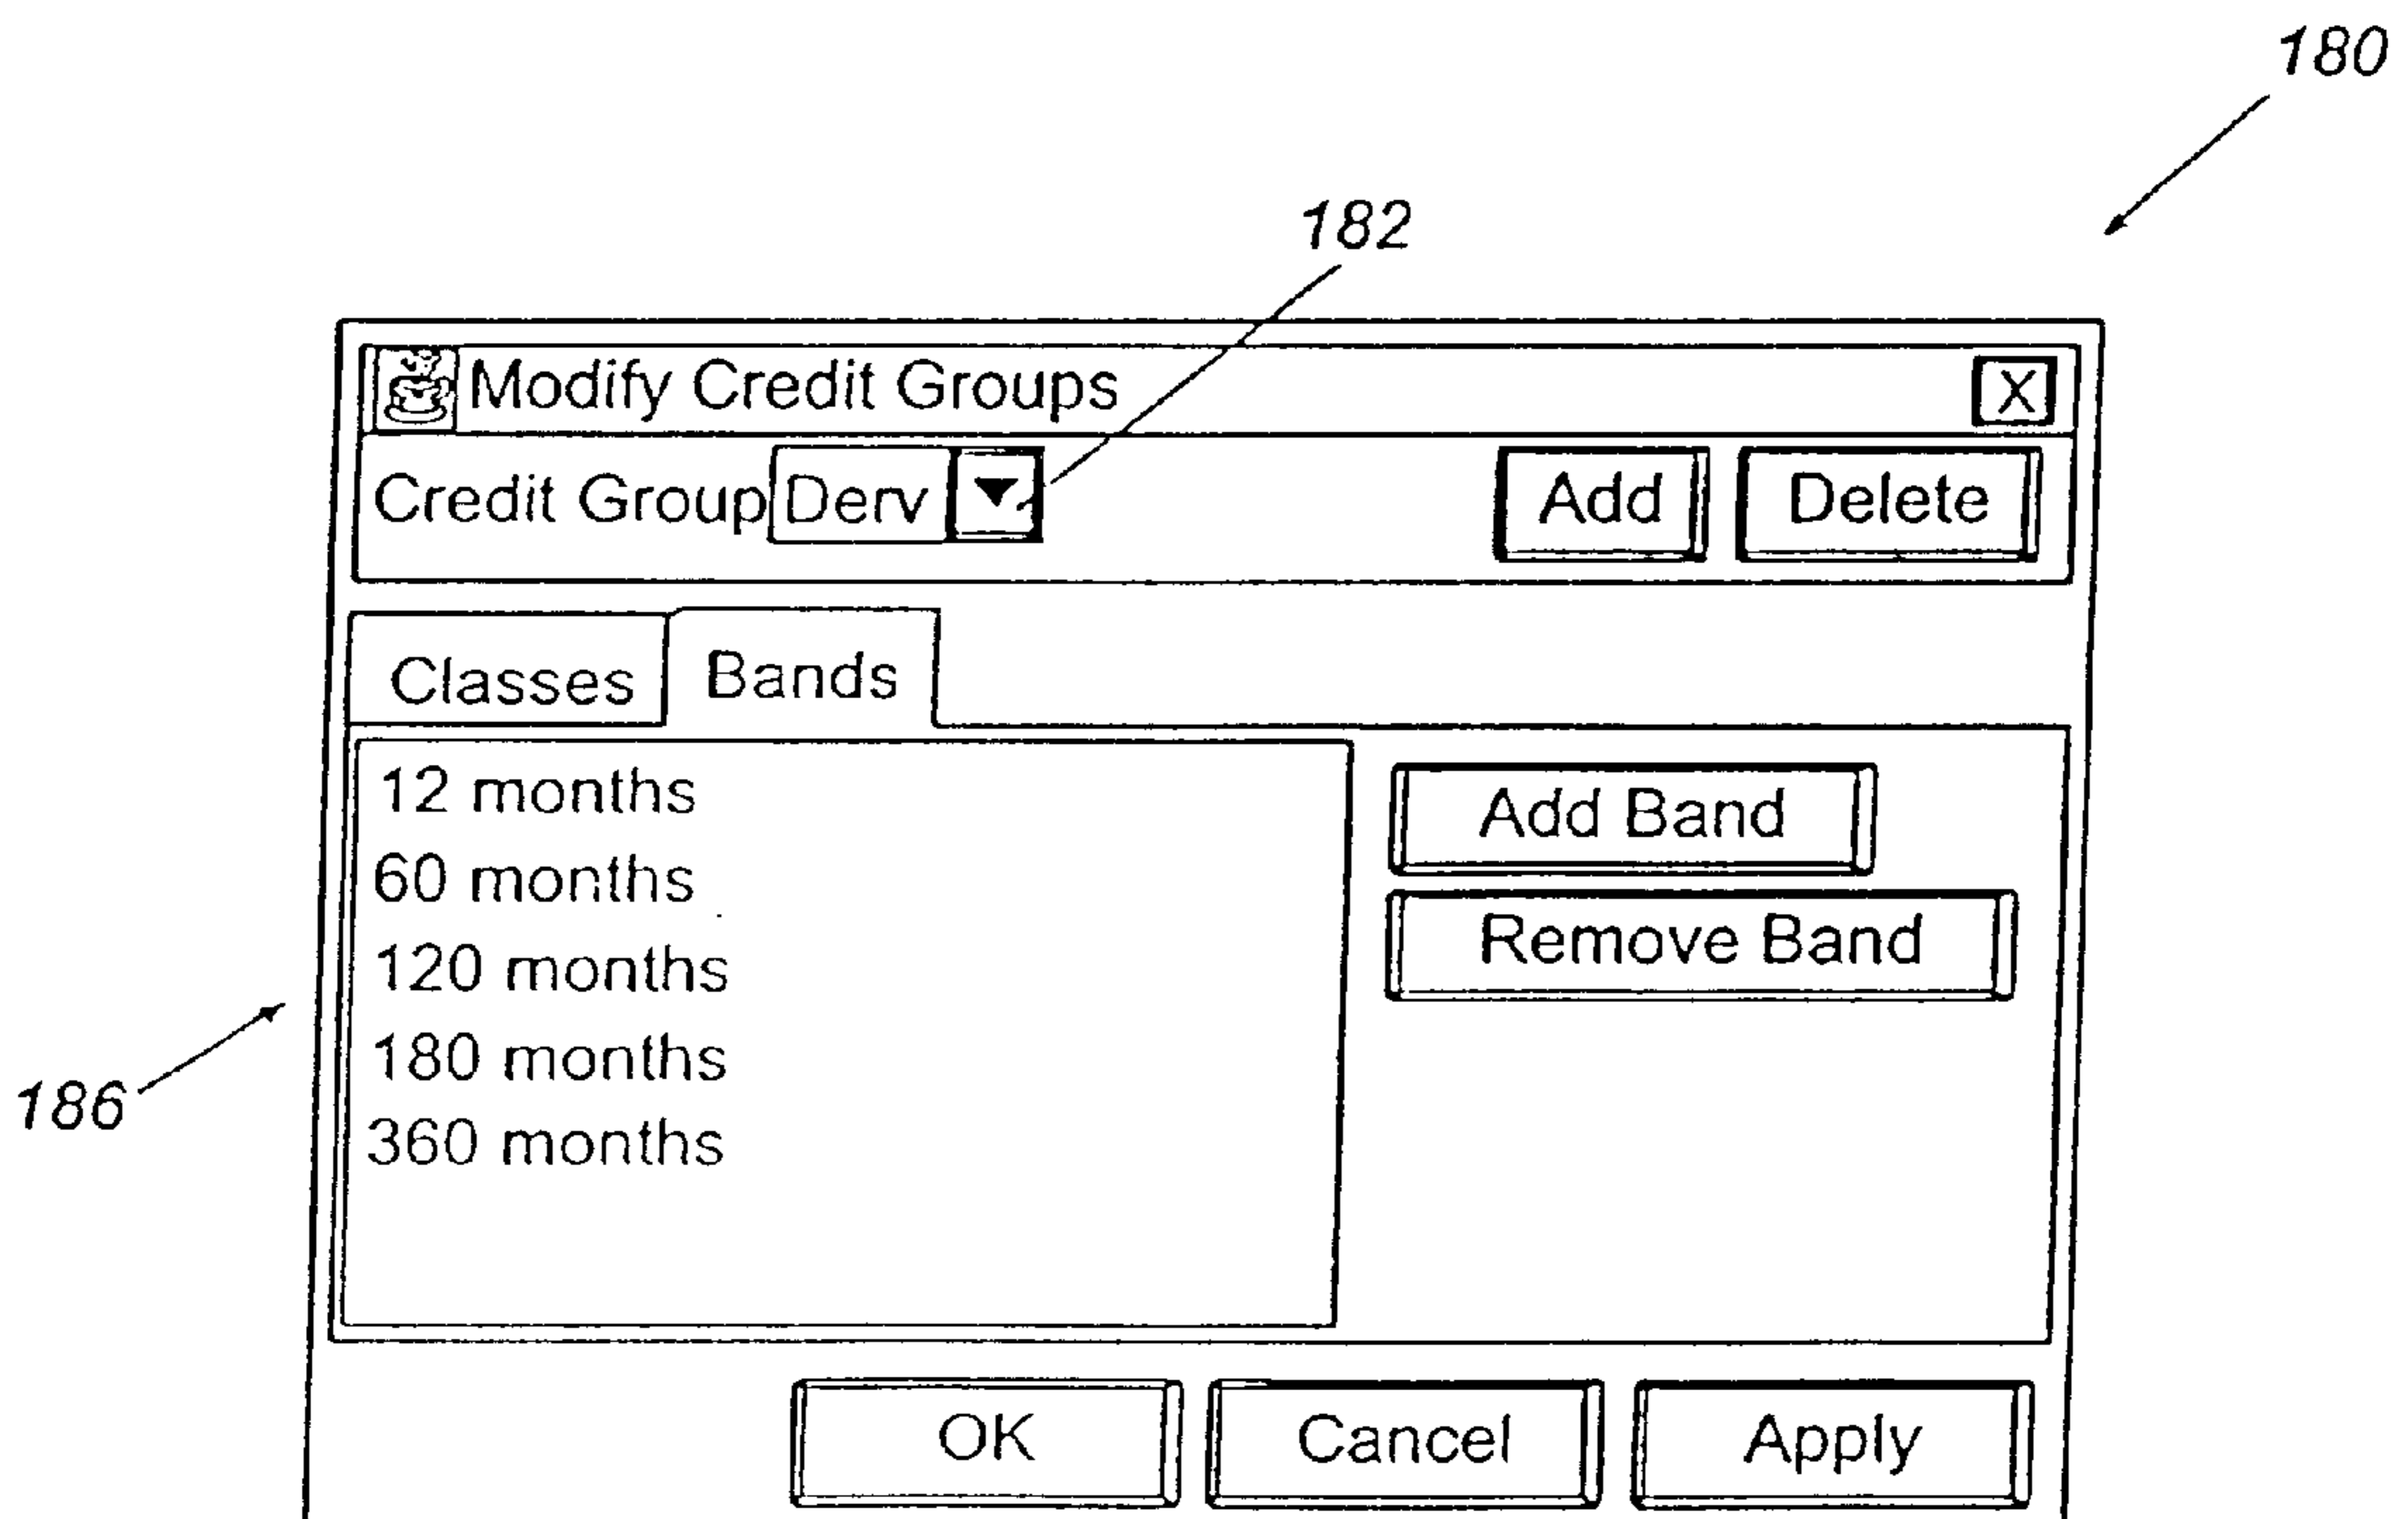 180
182
Modify Credit Groups X
Credit Group Derv Add Delete
Classes Bands
12 months
60 months
120 months
180 months
360 months
Add Band
Remove Band
186
OK Cancel Apply